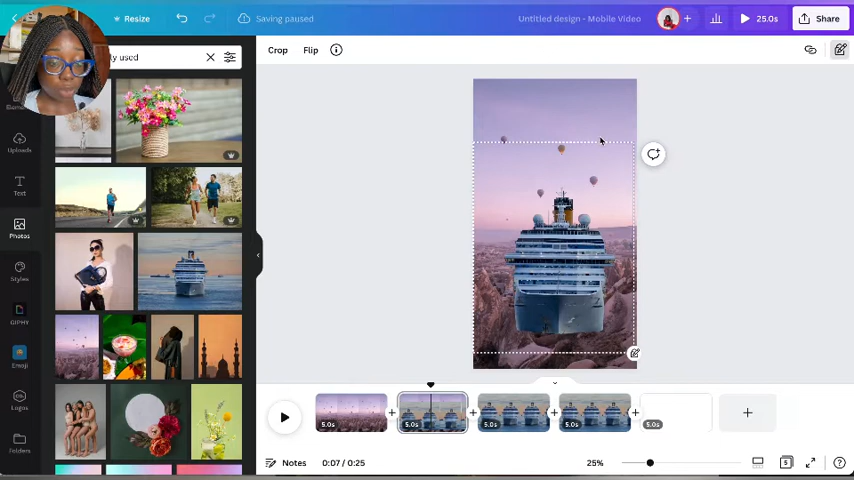 Resize
Saving paused
Untitled design - Mobile Video
25.0s
Share
y used
Crop
Flip
Uploads
Text
Photos
Styles
GIPHY
Emoji
Logos
Folders
5.0s
5.0s
5.0s
5.0s
5.0s
Notes
0:07 / 0:25
25%
5